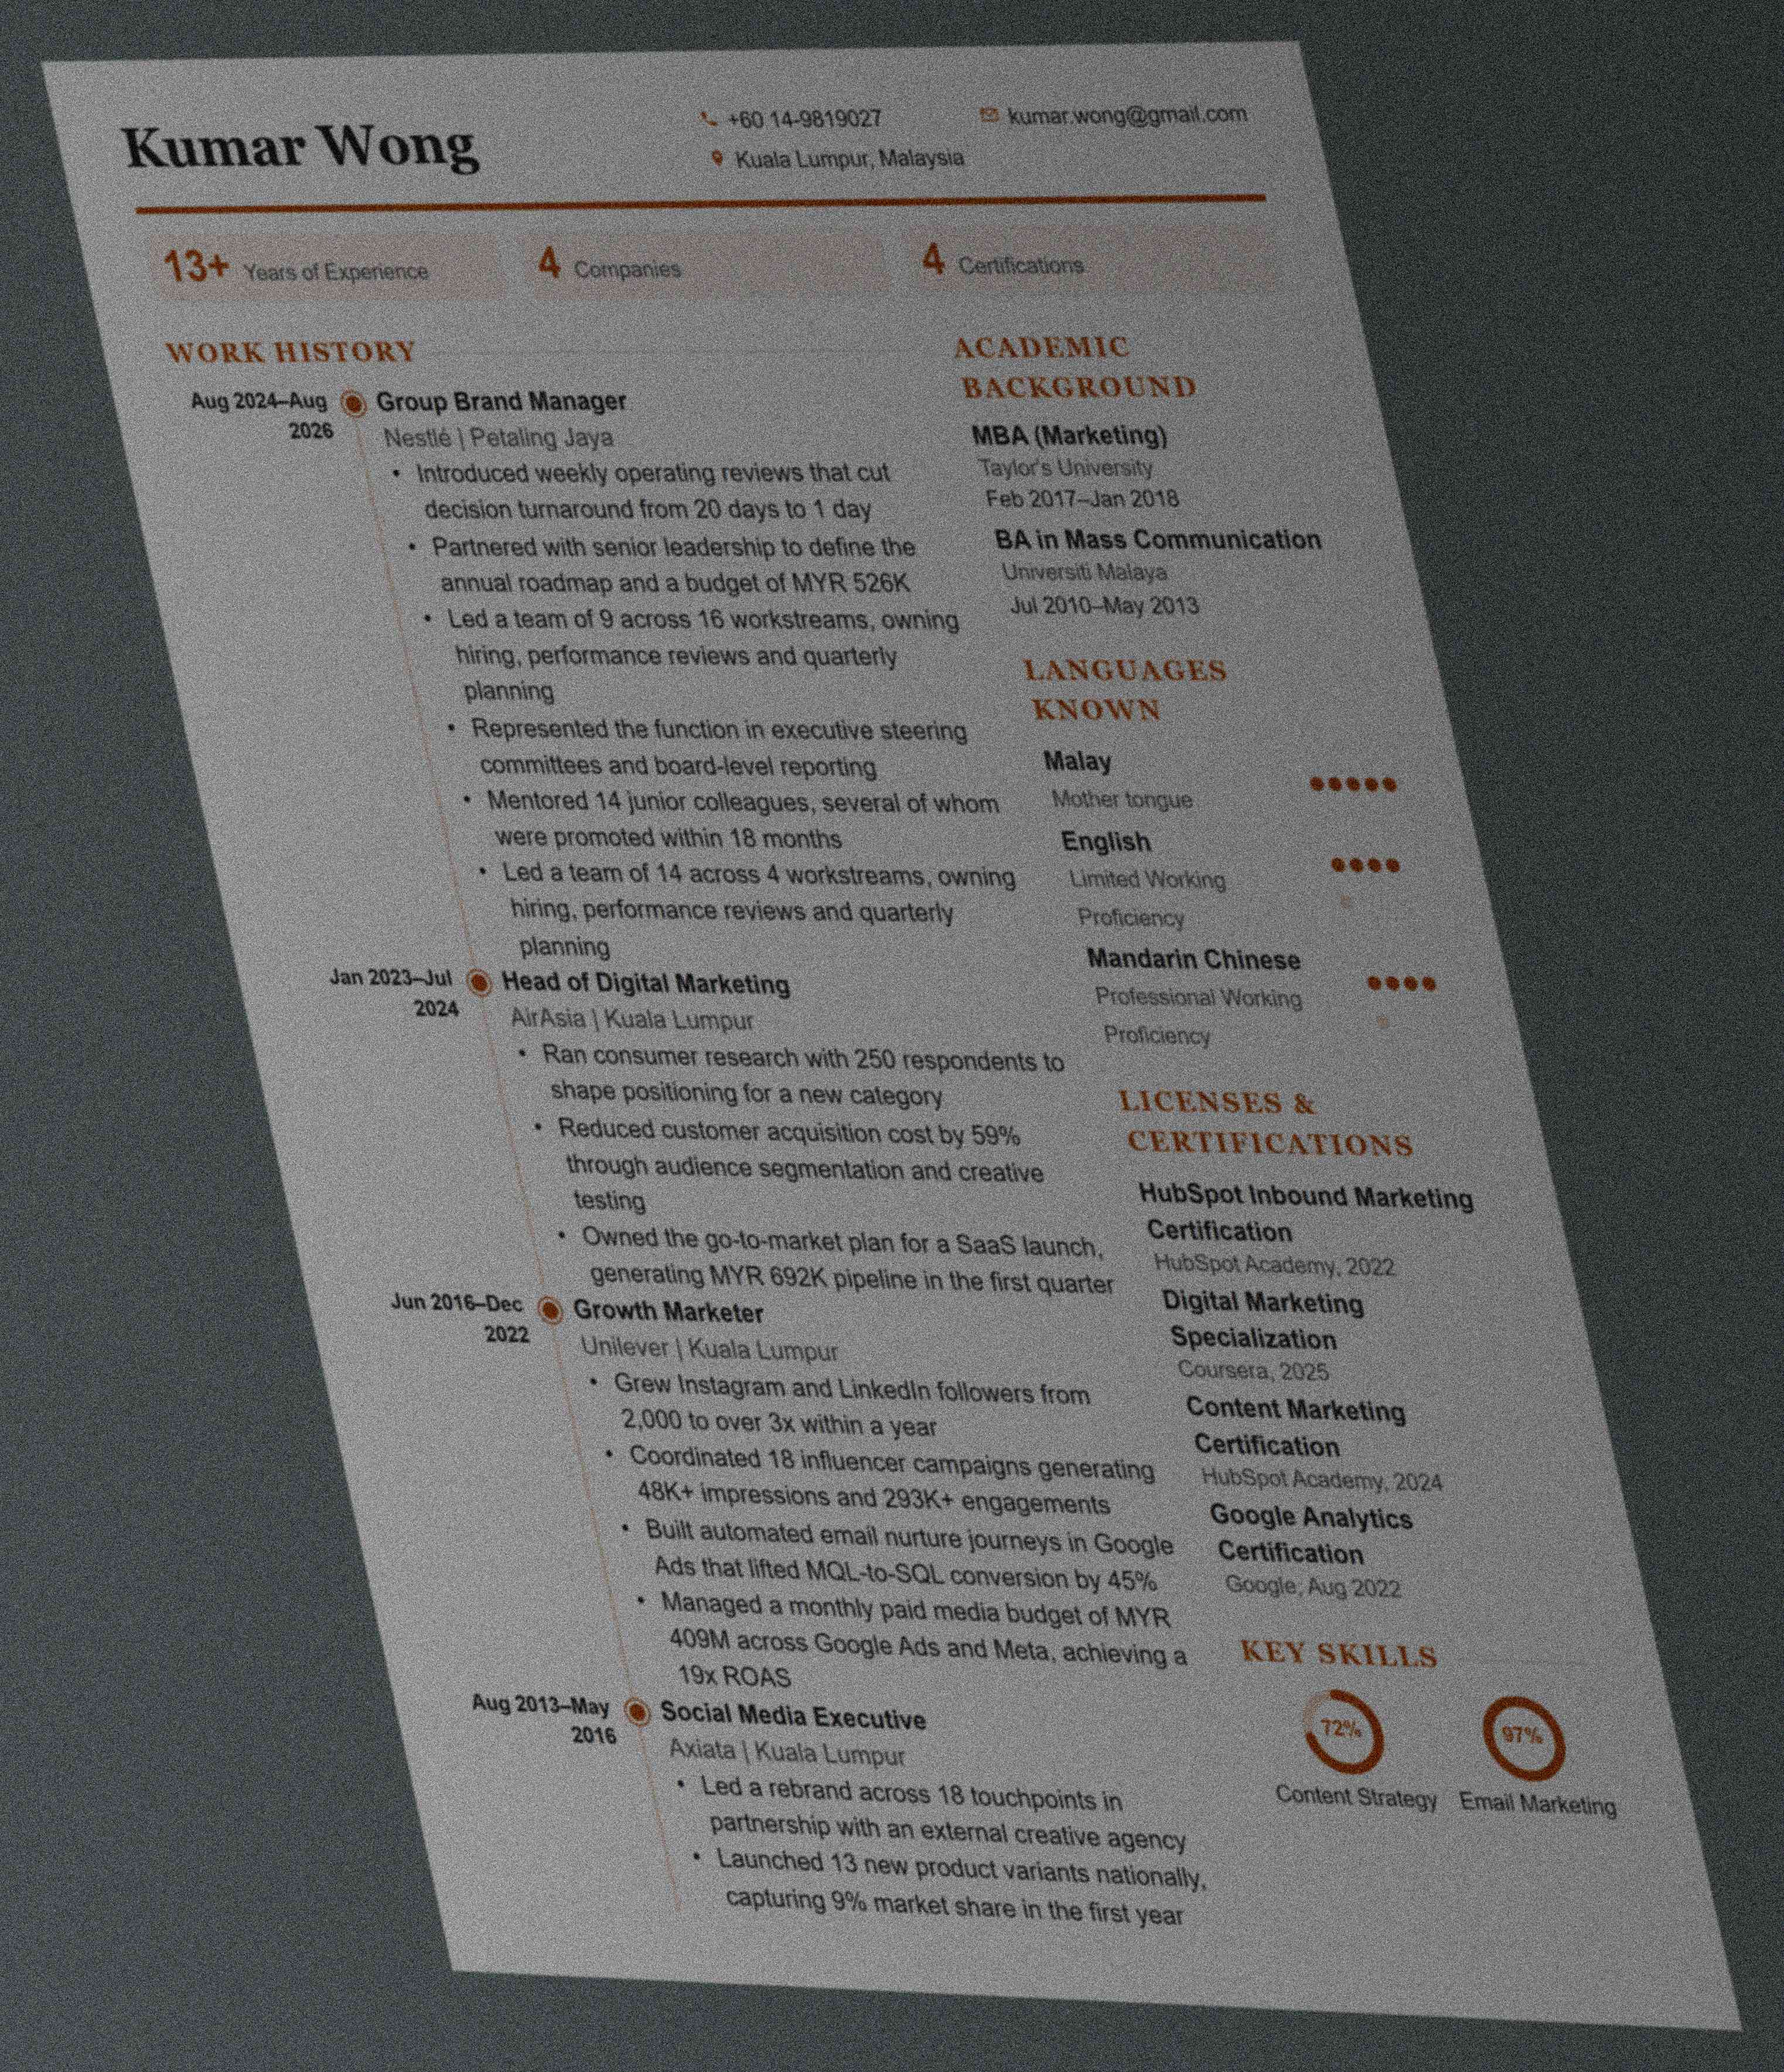 Kumar Wong
+60 14-9819027
kumar.wong@gmail.com
Kuala Lumpur, Malaysia
13+ Years of Experience
4 Companies
4 Certifications
WORK HISTORY
Aug 2024–Aug
2026
Group Brand Manager
Nestlé | Petaling Jaya
• Introduced weekly operating reviews that cut
decision turnaround from 20 days to 1 day
• Partnered with senior leadership to define the
annual roadmap and a budget of MYR 526K
• Led a team of 9 across 16 workstreams, owning
hiring, performance reviews and quarterly
planning
• Represented the function in executive steering
committees and board-level reporting
• Mentored 14 junior colleagues, several of whom
were promoted within 18 months
• Led a team of 14 across 4 workstreams, owning
hiring, performance reviews and quarterly
planning
Jan 2023–Jul
2024
Head of Digital Marketing
AirAsia | Kuala Lumpur
• Ran consumer research with 250 respondents to
shape positioning for a new category
• Reduced customer acquisition cost by 59%
through audience segmentation and creative
testing
• Owned the go-to-market plan for a SaaS launch,
generating MYR 692K pipeline in the first quarter
Jun 2016–Dec
2022
Growth Marketer
Unilever | Kuala Lumpur
• Grew Instagram and LinkedIn followers from
2,000 to over 3x within a year
• Coordinated 18 influencer campaigns generating
48K+ impressions and 293K+ engagements
• Built automated email nurture journeys in Google
Ads that lifted MQL-to-SQL conversion by 45%
• Managed a monthly paid media budget of MYR
409M across Google Ads and Meta, achieving a
19x ROAS
Aug 2013–May
2016
Social Media Executive
Axiata | Kuala Lumpur
• Led a rebrand across 18 touchpoints in
partnership with an external creative agency
• Launched 13 new product variants nationally,
capturing 9% market share in the first year
ACADEMIC
BACKGROUND
MBA (Marketing)
Taylor's University
Feb 2017–Jan 2018
BA in Mass Communication
Universiti Malaya
Jul 2010–May 2013
LANGUAGES
KNOWN
Malay
Mother tongue
English
Limited Working
Proficiency
Mandarin Chinese
Professional Working
Proficiency
LICENSES &
CERTIFICATIONS
HubSpot Inbound Marketing
Certification
HubSpot Academy, 2022
Digital Marketing
Specialization
Coursera, 2025
Content Marketing
Certification
HubSpot Academy, 2024
Google Analytics
Certification
Google, Aug 2022
KEY SKILLS
72%
97%
Content Strategy
Email Marketing